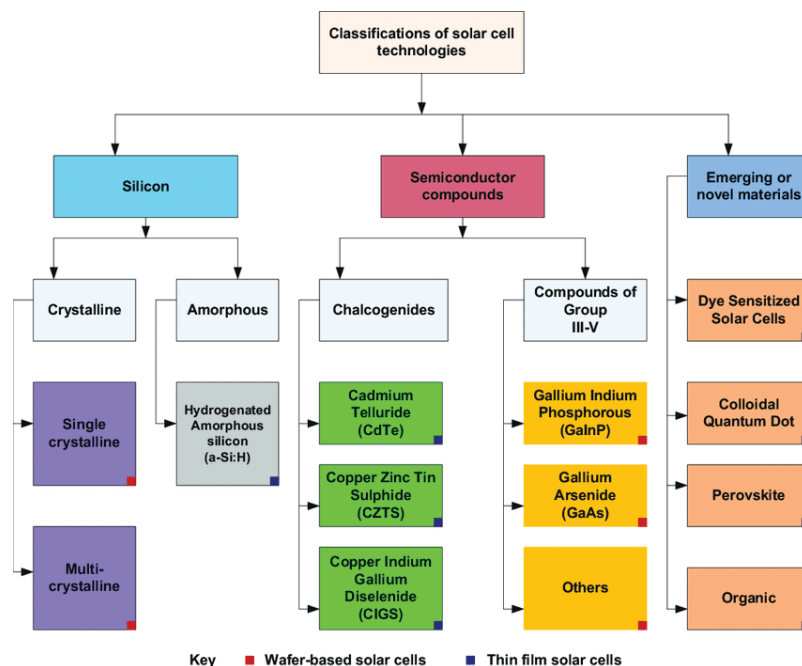 Classifications of solar cell
technologies
Silicon
Semiconductor
compounds
Emerging or
novel materials
Crystalline
Amorphous
Chalcogenides
Compounds of
Group
III-V
Dye Sensitized
Solar Cells
Single
crystalline
Hydrogenated
Amorphous
silicon
(a-Si:H)
Cadmium
Telluride
(CdTe)
Gallium Indium
Phosphorous
(GaInP)
Colloidal
Quantum Dot
Copper Zinc Tin
Sulphide
(CZTS)
Gallium
Arsenide
(GaAs)
Perovskite
Multi-
crystalline
Copper Indium
Gallium
Diselenide
(CIGS)
Others
Organic
Key
Wafer-based solar cells
Thin film solar cells